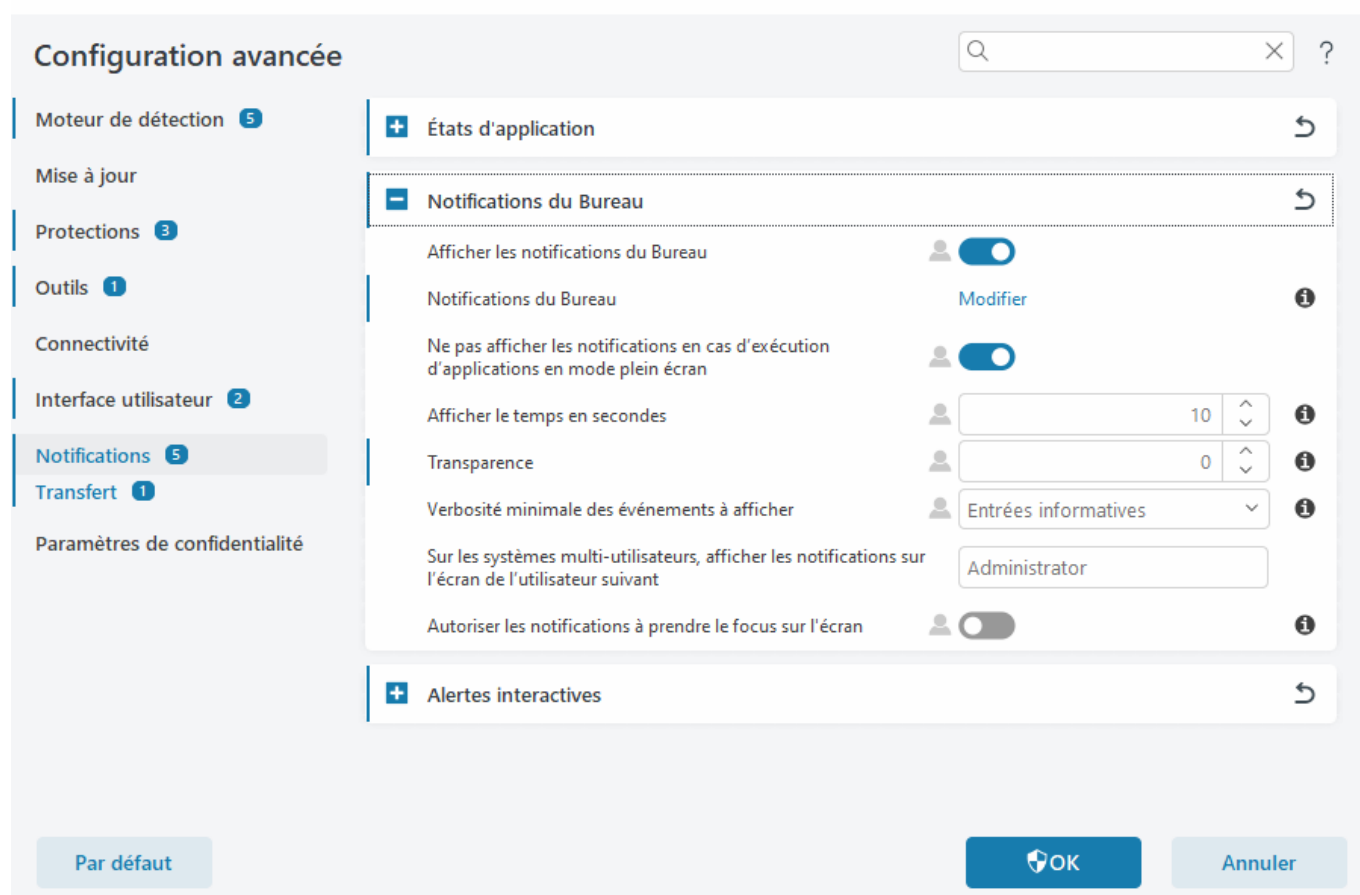 Configuration avancée
?
Moteur de détection 5
Mise à jour
Protections 3
Outils 1
Connectivité
Interface utilisateur 2
Notifications 5
Transfert 1
Paramètres de confidentialité
États d'application
Notifications du Bureau
Afficher les notifications du Bureau
Notifications du Bureau Modifier
Ne pas afficher les notifications en cas d'exécution
d'applications en mode plein écran
Afficher le temps en secondes 10
Transparence 0
Verbosité minimale des événements à afficher Entrées informatives
Sur les systèmes multi-utilisateurs, afficher les notifications sur
l'écran de l'utilisateur suivant Administrator
Autoriser les notifications à prendre le focus sur l'écran
Alertes interactives
Par défaut OK Annuler